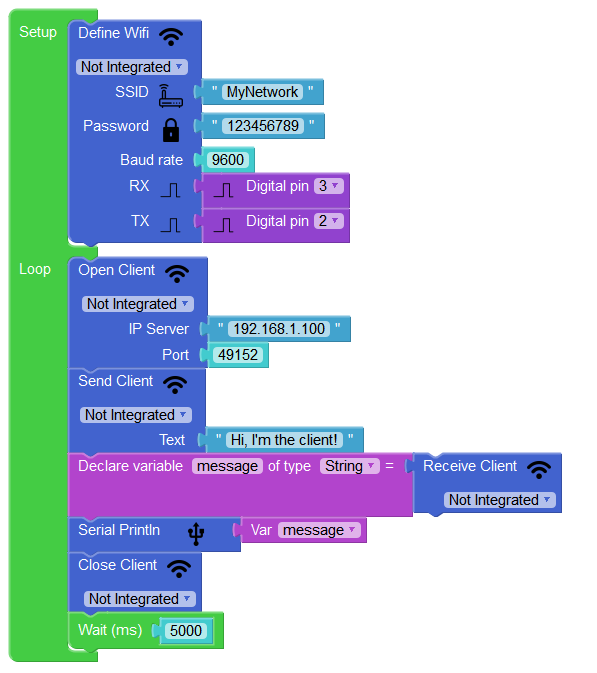 Setup Define Wifi
Not Integrated
SSID " MyNetwork "
Password " 123456789 "
Baud rate 9600
RX Digital pin 3
TX Digital pin 2
Loop Open Client
Not Integrated
IP Server " 192.168.1.100 "
Port 49152
Send Client
Not Integrated
Text " Hi, I'm the client! "
Declare variable message of type String = Receive Client
Not Integrated
Serial Println Var message
Close Client
Not Integrated
Wait (ms) 5000